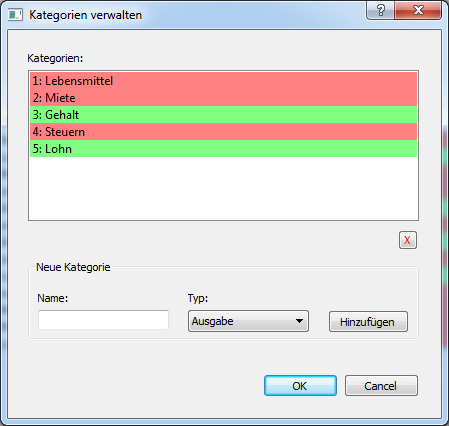 Kategorien verwalten
Kategorien:
1: Lebensmittel
2: Miete
3: Gehalt
4: Steuern
5: Lohn
X
Neue Kategorie
Name:
Typ:
Ausgabe
Hinzufügen
OK
Cancel